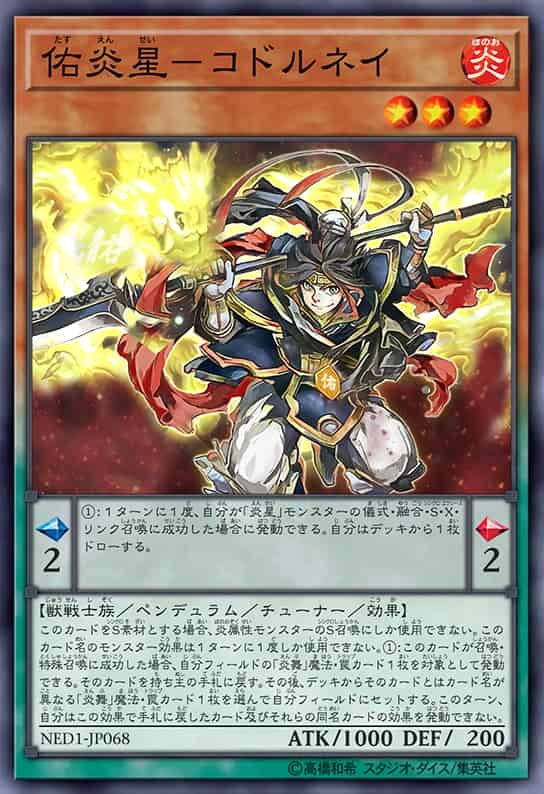 佑炎星－コドルネイ
炎
佑
佑
①：１ターンに１度、自分が「炎星」モンスターの儀式・融合・S・X・
リンク召喚に成功した場合に発動できる。自分はデッキから１枚
ドローする。
2 2
【獣戦士族／ペンデュラム／チューナー／効果】
このカードをS素材とする場合、炎属性モンスターのS召喚にしか使用できない。この
カード名のモンスター効果は１ターンに１度しか使用できない。①：このカードが召喚・
特殊召喚に成功した場合、自分フィールドの「炎舞」魔法・罠カード１枚を対象として発動
できる。そのカードを持ち主の手札に戻す。その後、デッキからそのカードとはカード名が
異なる「炎舞」魔法・罠カード１枚を選んで自分フィールドにセットする。このターン、
自分はこの効果で手札に戻したカード及びそれらの同名カードの効果を発動できない。
NED1-JP068 ATK/1000 DEF/ 200
©高橋和希 スタジオ・ダイス/集英社